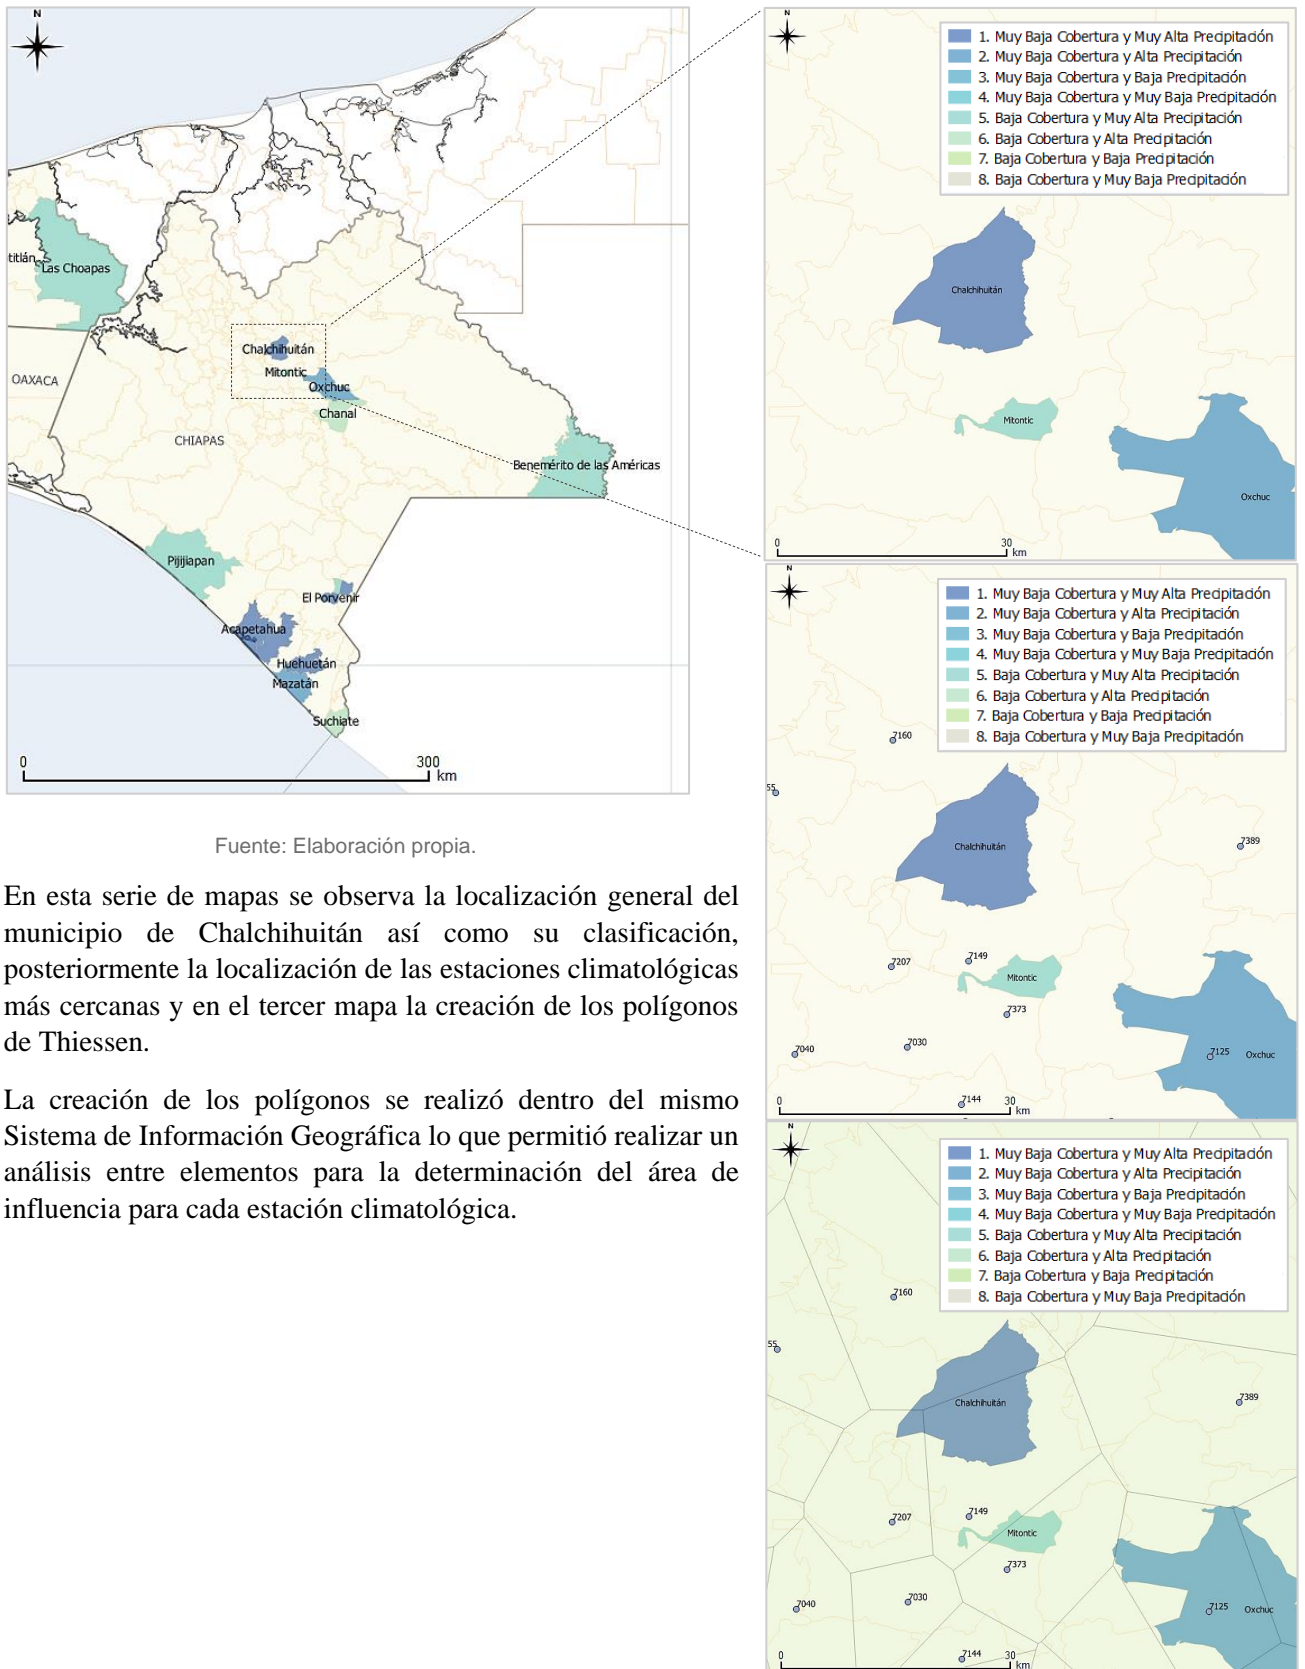 N
titlán
Las Choapas
OAXACA
Chalchihuitán
Mitontic
Oxchuc
Chanal
CHIAPAS
Benemérito de las Américas
Pijijiapan
El Porvenir
Acapetahua
Huehuetán
Mazatán
Suchiate
0 300
km
Fuente: Elaboración propia.
En esta serie de mapas se observa la localización general del
municipio de Chalchihuitán así como su clasificación,
posteriormente la localización de las estaciones climatológicas
más cercanas y en el tercer mapa la creación de los polígonos
de Thiessen.
La creación de los polígonos se realizó dentro del mismo
Sistema de Información Geográfica lo que permitió realizar un
análisis entre elementos para la determinación del área de
influencia para cada estación climatológica.
N
1. Muy Baja Cobertura y Muy Alta Precipitación
2. Muy Baja Cobertura y Alta Precipitación
3. Muy Baja Cobertura y Baja Precipitación
4. Muy Baja Cobertura y Muy Baja Precipitación
5. Baja Cobertura y Muy Alta Precipitación
6. Baja Cobertura y Alta Precipitación
7. Baja Cobertura y Baja Precipitación
8. Baja Cobertura y Muy Baja Precipitación
Chalchihuitán
Mitontic
Oxchuc
0 30
km
N
1. Muy Baja Cobertura y Muy Alta Precipitación
2. Muy Baja Cobertura y Alta Precipitación
3. Muy Baja Cobertura y Baja Precipitación
4. Muy Baja Cobertura y Muy Baja Precipitación
5. Baja Cobertura y Muy Alta Precipitación
6. Baja Cobertura y Alta Precipitación
7. Baja Cobertura y Baja Precipitación
8. Baja Cobertura y Muy Baja Precipitación
7160
55
Chalchihuitán
7389
7207
7149
Mitontic
7373
7040
7030
7125
Oxchuc
7144
0 30
km
N
1. Muy Baja Cobertura y Muy Alta Precipitación
2. Muy Baja Cobertura y Alta Precipitación
3. Muy Baja Cobertura y Baja Precipitación
4. Muy Baja Cobertura y Muy Baja Precipitación
5. Baja Cobertura y Muy Alta Precipitación
6. Baja Cobertura y Alta Precipitación
7. Baja Cobertura y Baja Precipitación
8. Baja Cobertura y Muy Baja Precipitación
7160
55
Chalchihuitán
7389
7207
7149
Mitontic
7373
7040
7030
7125
Oxchuc
7144
0 30
km